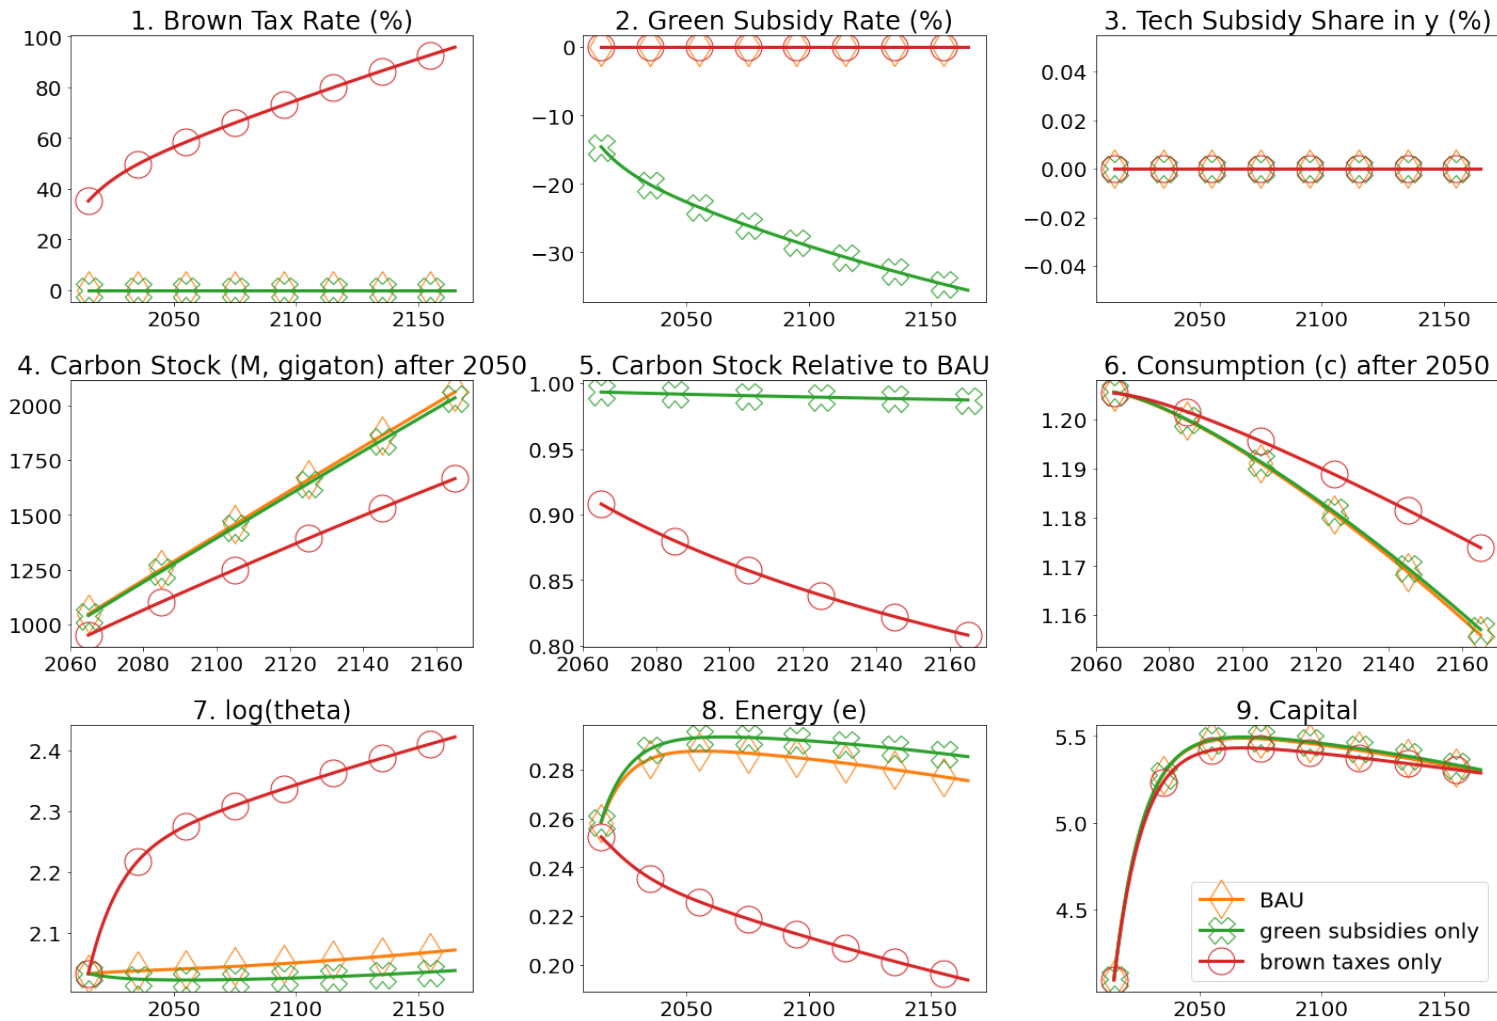 1. Brown Tax Rate (%)
100
80
60
40
20
0
2050 2100 2150
2. Green Subsidy Rate (%)
0
−10
−20
−30
2050 2100 2150
3. Tech Subsidy Share in y (%)
0.04
0.02
0.00
−0.02
−0.04
2050 2100 2150
4. Carbon Stock (M, gigaton) after 2050
2000
1750
1500
1250
1000
2060 2080 2100 2120 2140 2160
5. Carbon Stock Relative to BAU
1.00
0.95
0.90
0.85
0.80
2060 2080 2100 2120 2140 2160
6. Consumption (c) after 2050
1.20
1.19
1.18
1.17
1.16
2060 2080 2100 2120 2140 2160
7. log(theta)
2.4
2.3
2.2
2.1
2050 2100 2150
8. Energy (e)
0.28
0.26
0.24
0.22
0.20
2050 2100 2150
9. Capital
5.5
5.0
4.5
BAU
green subsidies only
brown taxes only
2050 2100 2150